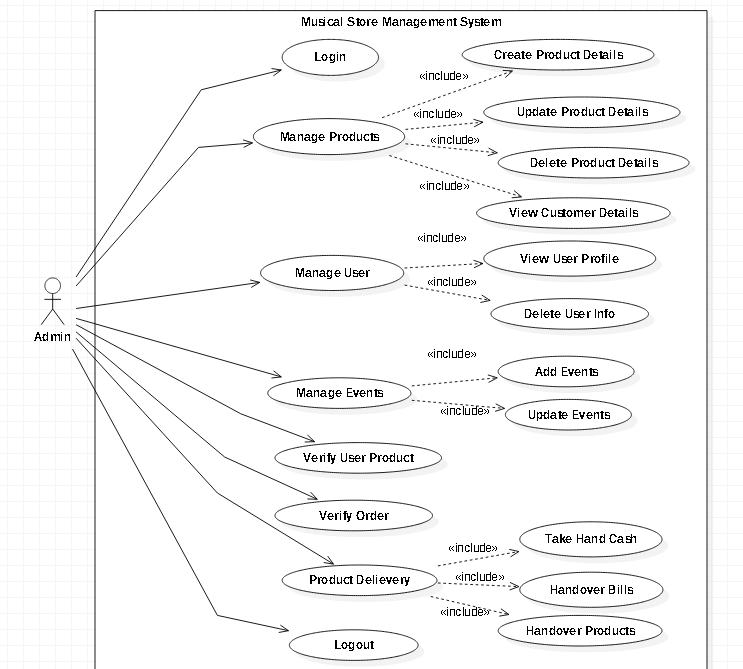 Musical Store Management System
Login
«include»
Create Product Details
«include»
Update Product Details
Manage Products
«include»
Delete Product Details
«include»
View Customer Details
«include»
View User Profile
Manage User
«include»
Delete User Info
Admin
«include»
Add Events
Manage Events
«include»
Update Events
Verify User Product
Verify Order
«include»
Take Hand Cash
Product Delievery
«include»
Handover Bills
«include»
Handover Products
Logout